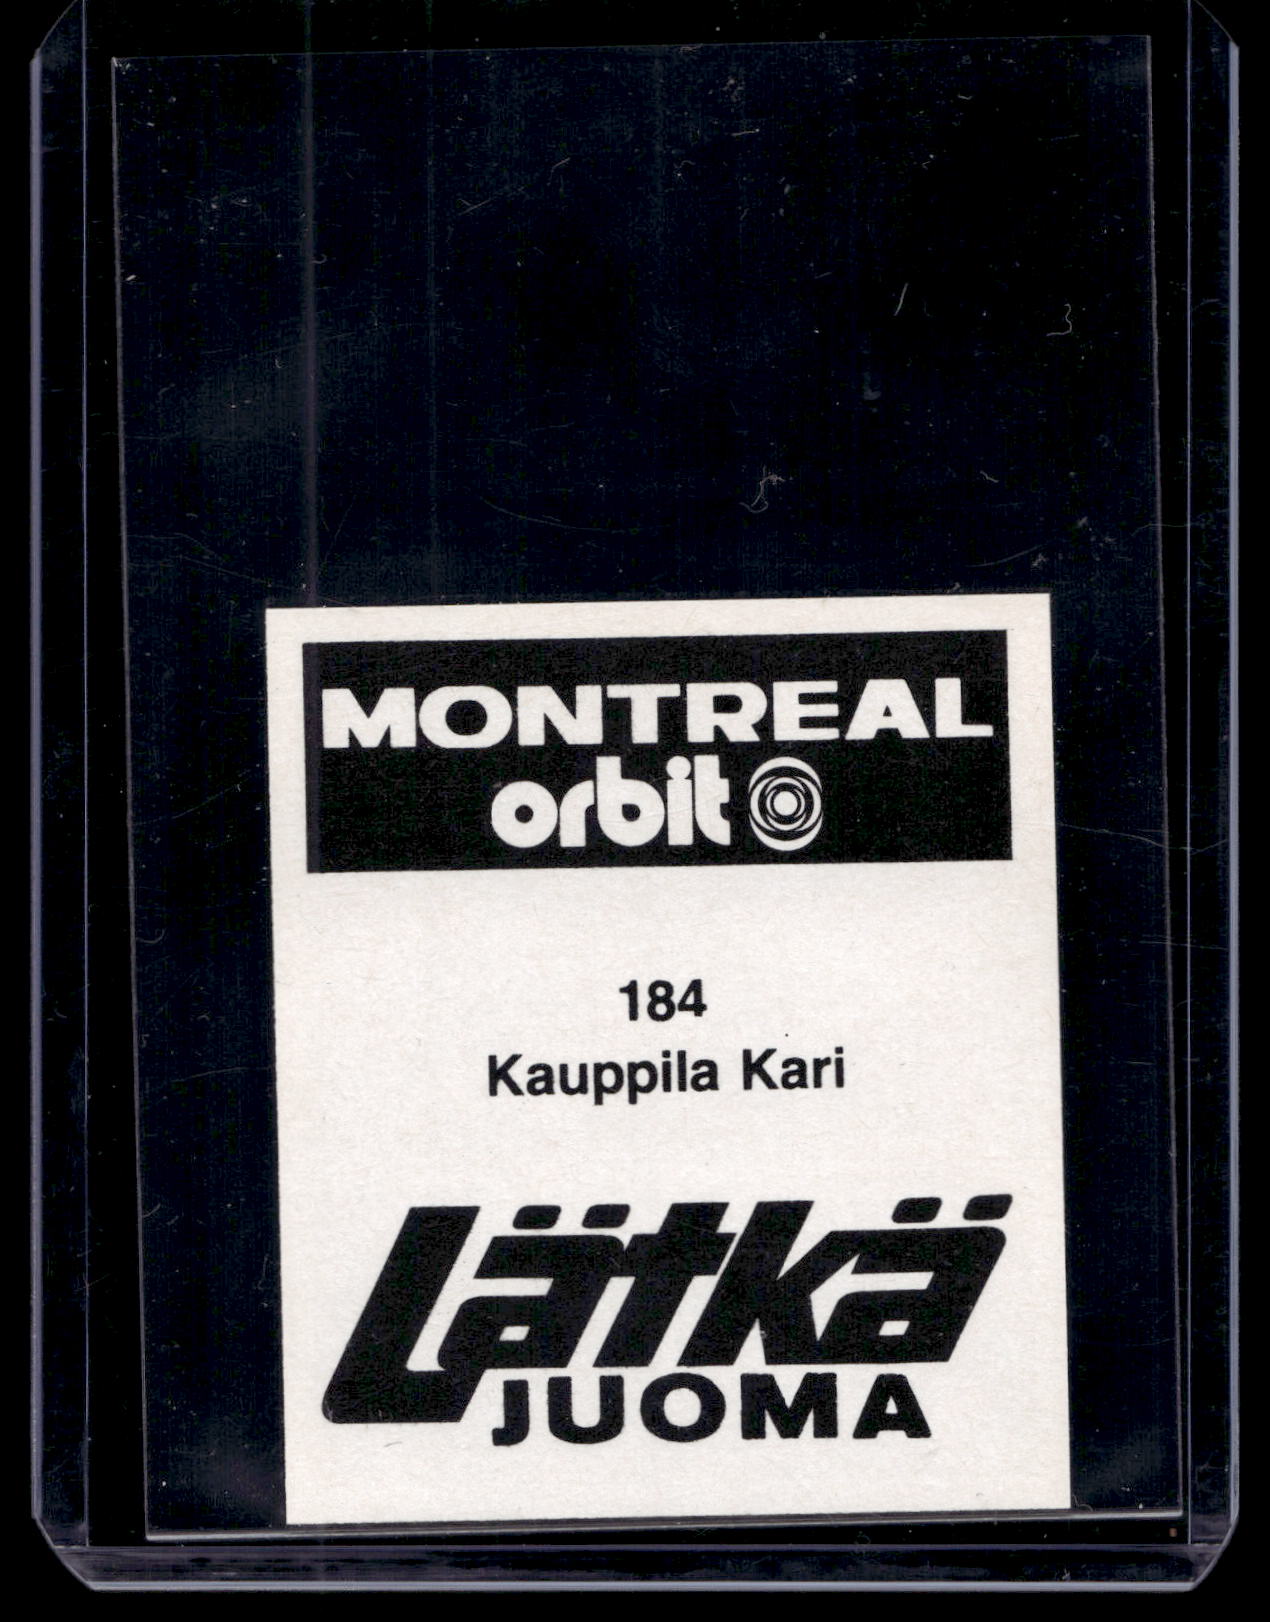 MONTREAL
orbit
184
Kauppila Kari
Lätkä
JUOMA